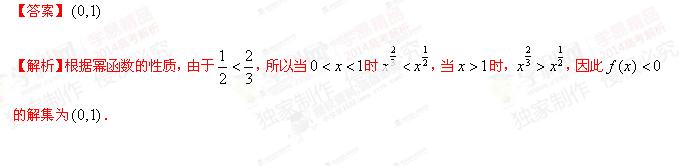 【答案】(0,1)
【解析】根据幂函数的性质,由于 1/2 < 2/3,所以当 0 < x < 1时 x^(2/3) < x^(1/2),当 x > 1时, x^(2/3) > x^(1/2),因此 f(x) < 0
的解集为(0,1).